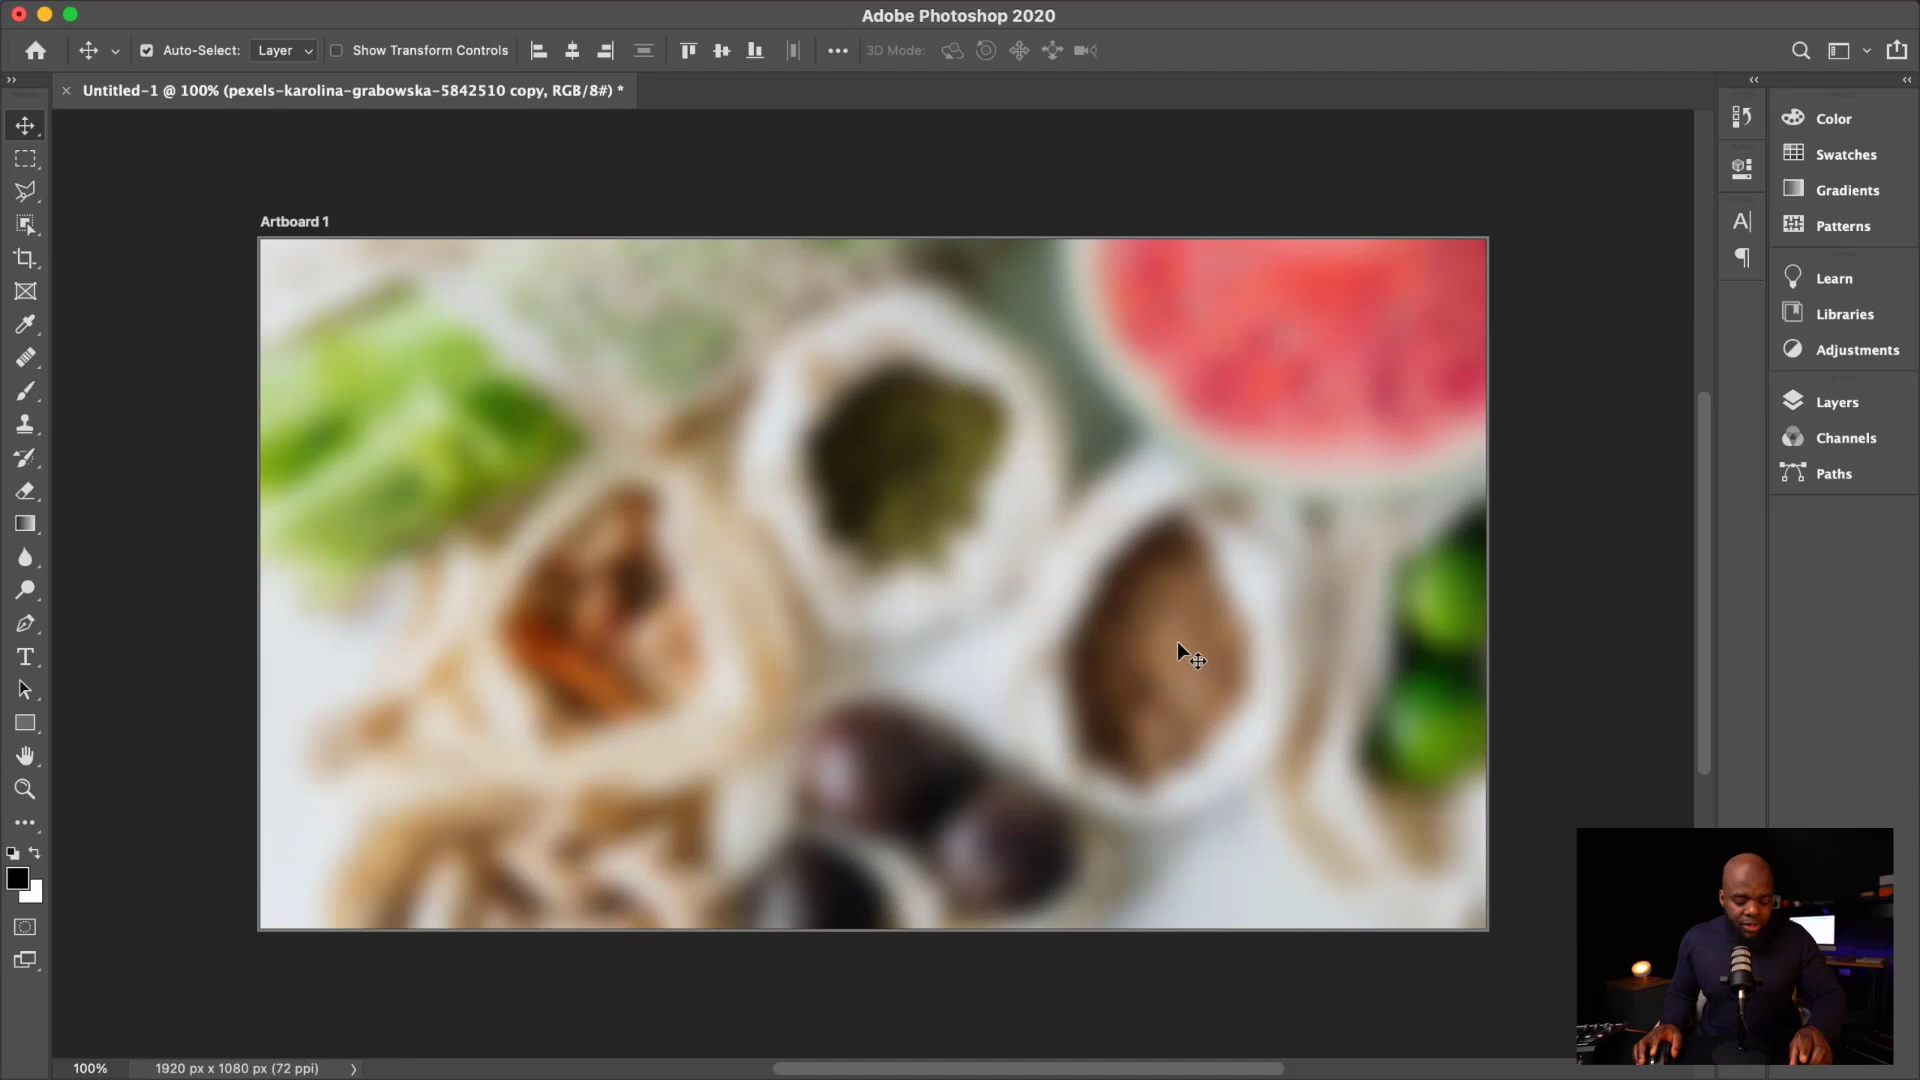 Adobe Photoshop 2020
Auto-Select: Layer Show Transform Controls 3D Mode:
Untitled-1 @ 100% (pexels-karolina-grabowska-5842510 copy, RGB/8#) *
Artboard 1
Color
Swatches
Gradients
Patterns
Learn
Libraries
Adjustments
Layers
Channels
Paths
100% 1920 px x 1080 px (72 ppi)